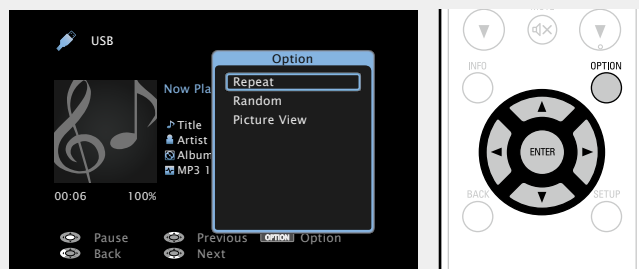 USB
Option
Now Pla
Repeat
Random
Picture View
Title
Artist
Album
MP3 1
00:06 100%
Pause Previous OPTION Option
Back Next
INFO OPTION
ENTER
BACK SETUP